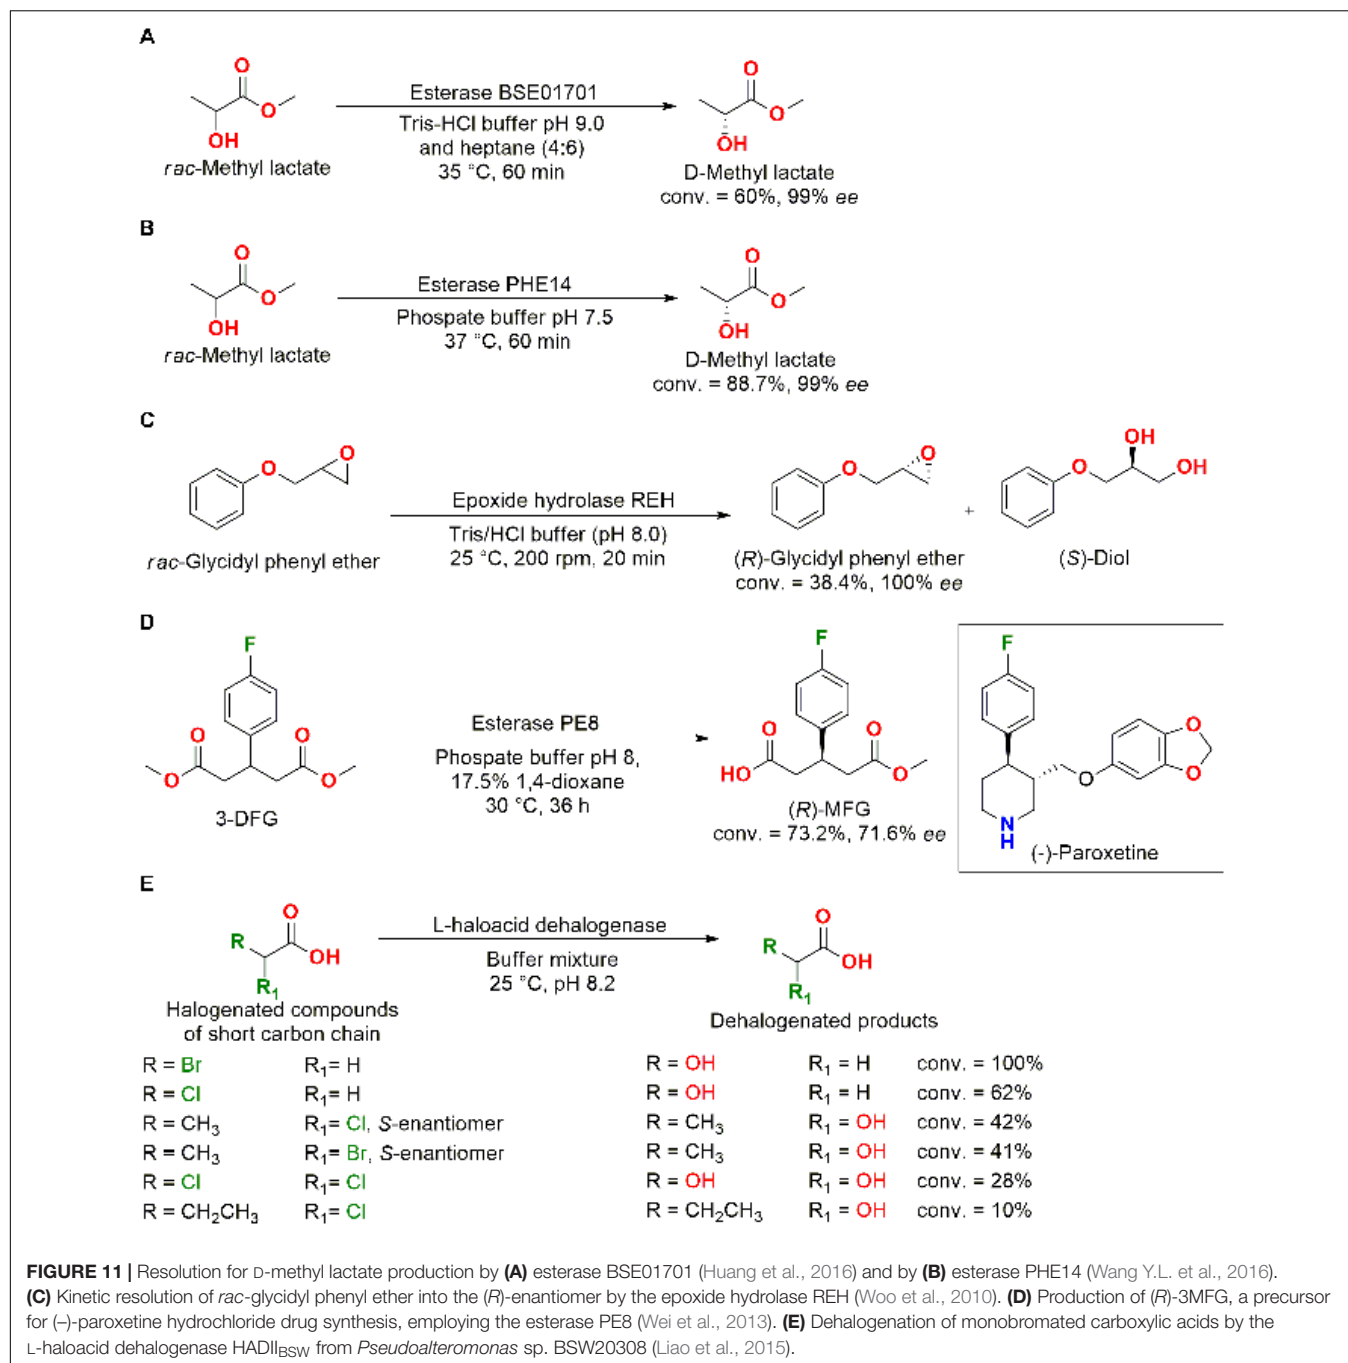 A
O
O
OH
rac-Methyl lactate
Esterase BSE01701
Tris-HCl buffer pH 9.0
and heptane (4:6)
35 °C, 60 min
O
O
OH
D-Methyl lactate
conv. = 60%, 99% ee
B
O
O
OH
rac-Methyl lactate
Esterase PHE14
Phospate buffer pH 7.5
37 °C, 60 min
O
O
OH
D-Methyl lactate
conv. = 88.7%, 99% ee
C
O
O
rac-Glycidyl phenyl ether
Epoxide hydrolase REH
Tris/HCl buffer (pH 8.0)
25 °C, 200 rpm, 20 min
O
O
(R)-Glycidyl phenyl ether
conv. = 38.4%, 100% ee
+
OH
O
OH
(S)-Diol
D
F
O
O
O
O
3-DFG
Esterase PE8
Phospate buffer pH 8,
17.5% 1,4-dioxane
30 °C, 36 h
F
O
O
HO
O
(R)-MFG
conv. = 73.2%, 71.6% ee
F
O
O
O
N
H
(-)-Paroxetine
E
O
R
OH
R1
Halogenated compounds
of short carbon chain
L-haloacid dehalogenase
Buffer mixture
25 °C, pH 8.2
O
R
OH
R1
Dehalogenated products
R = Br R1= H R = OH R1 = H conv. = 100%
R = Cl R1= H R = OH R1 = H conv. = 62%
R = CH3 R1= Cl, S-enantiomer R = CH3 R1 = OH conv. = 42%
R = CH3 R1= Br, S-enantiomer R = CH3 R1 = OH conv. = 41%
R = Cl R1= Cl R = OH R1 = OH conv. = 28%
R = CH2CH3 R1= Cl R = CH2CH3 R1 = OH conv. = 10%
FIGURE 11 | Resolution for D-methyl lactate production by (A) esterase BSE01701 (Huang et al., 2016) and by (B) esterase PHE14 (Wang Y.L. et al., 2016).
(C) Kinetic resolution of rac-glycidyl phenyl ether into the (R)-enantiomer by the epoxide hydrolase REH (Woo et al., 2010). (D) Production of (R)-3MFG, a precursor
for (–)-paroxetine hydrochloride drug synthesis, employing the esterase PE8 (Wei et al., 2013). (E) Dehalogenation of monobromated carboxylic acids by the
L-haloacid dehalogenase HADIIBSW from Pseudoalteromonas sp. BSW20308 (Liao et al., 2015).